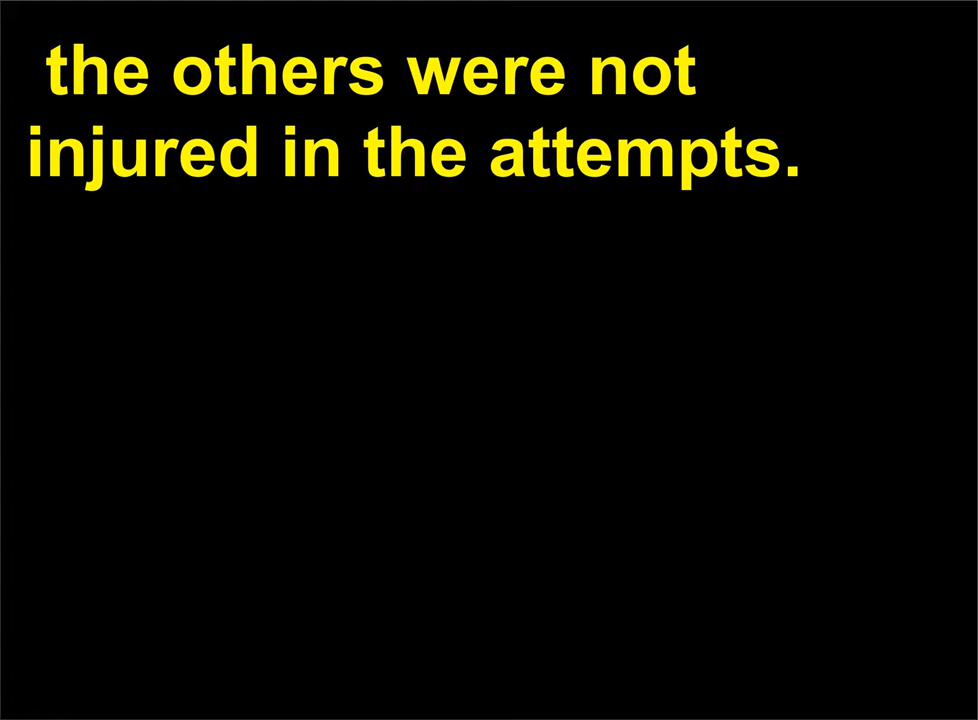 the others were not
injured in the attempts.